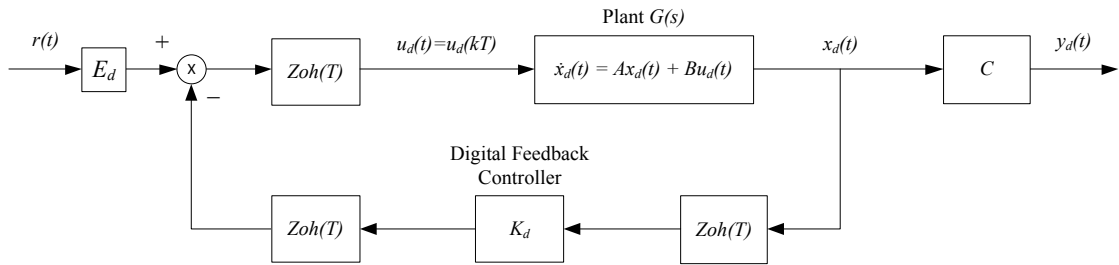 Plant G(s)
r(t)
E_d
+
x
−
Zoh(T)
u_d(t)=u_d(kT)
ẋ_d(t) = Ax_d(t) + Bu_d(t)
x_d(t)
C
y_d(t)
Digital Feedback
Controller
Zoh(T)
K_d
Zoh(T)